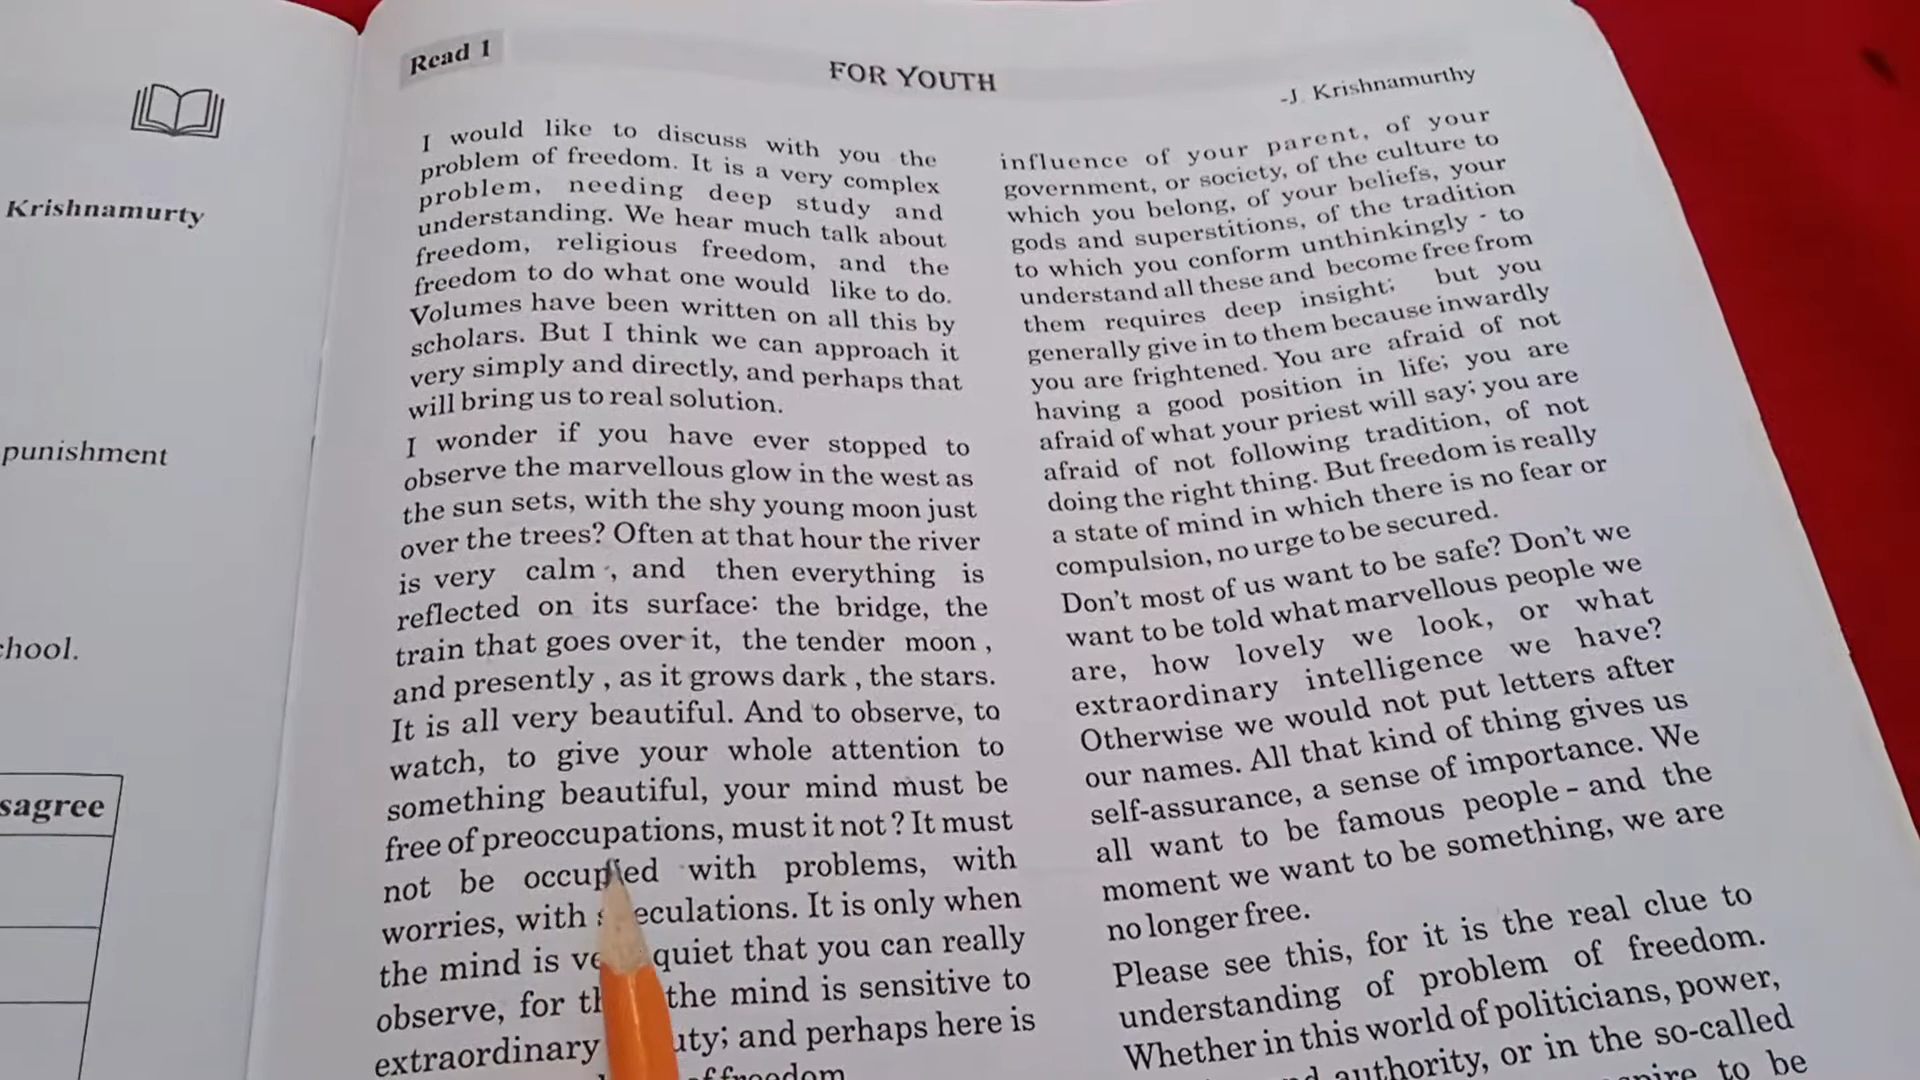 Krishnamurty
punishment
chool.
sagree
Read 1
FOR YOUTH
-J. Krishnamurthy
I would like to discuss with you the
problem of freedom. It is a very complex
problem, needing deep study and
understanding. We hear much talk about
freedom, religious freedom, and the
freedom to do what one would like to do.
Volumes have been written on all this by
scholars. But I think we can approach it
very simply and directly, and perhaps that
will bring us to real solution.
I wonder if you have ever stopped to
observe the marvellous glow in the west as
the sun sets, with the shy young moon just
over the trees? Often at that hour the river
is very calm , and then everything is
reflected on its surface: the bridge, the
train that goes over it, the tender moon ,
and presently , as it grows dark , the stars.
It is all very beautiful. And to observe, to
watch, to give your whole attention to
something beautiful, your mind must be
free of preoccupations, must it not ? It must
not be occupied with problems, with
worries, with speculations. It is only when
the mind is very quiet that you can really
observe, for the mind is sensitive to
extraordinary uty; and perhaps here is
of freedom
influence of your parent, of your
government, or society, of the culture to
which you belong, of your beliefs, your
gods and superstitions, of the tradition
to which you conform unthinkingly - to
understand all these and become free from
them requires deep insight; but you
generally give in to them because inwardly
you are frightened. You are afraid of not
having a good position in life; you are
afraid of what your priest will say; you are
afraid of not following tradition, of not
doing the right thing. But freedom is really
a state of mind in which there is no fear or
compulsion, no urge to be secured.
Don't most of us want to be safe? Don't we
want to be told what marvellous people we
are, how lovely we look, or what
extraordinary intelligence we have?
Otherwise we would not put letters after
our names. All that kind of thing gives us
self-assurance, a sense of importance. We
all want to be famous people - and the
moment we want to be something, we are
no longer free.
Please see this, for it is the real clue to
understanding of problem of freedom.
Whether in this world of politicians, power,
authority, or in the so-called
to be